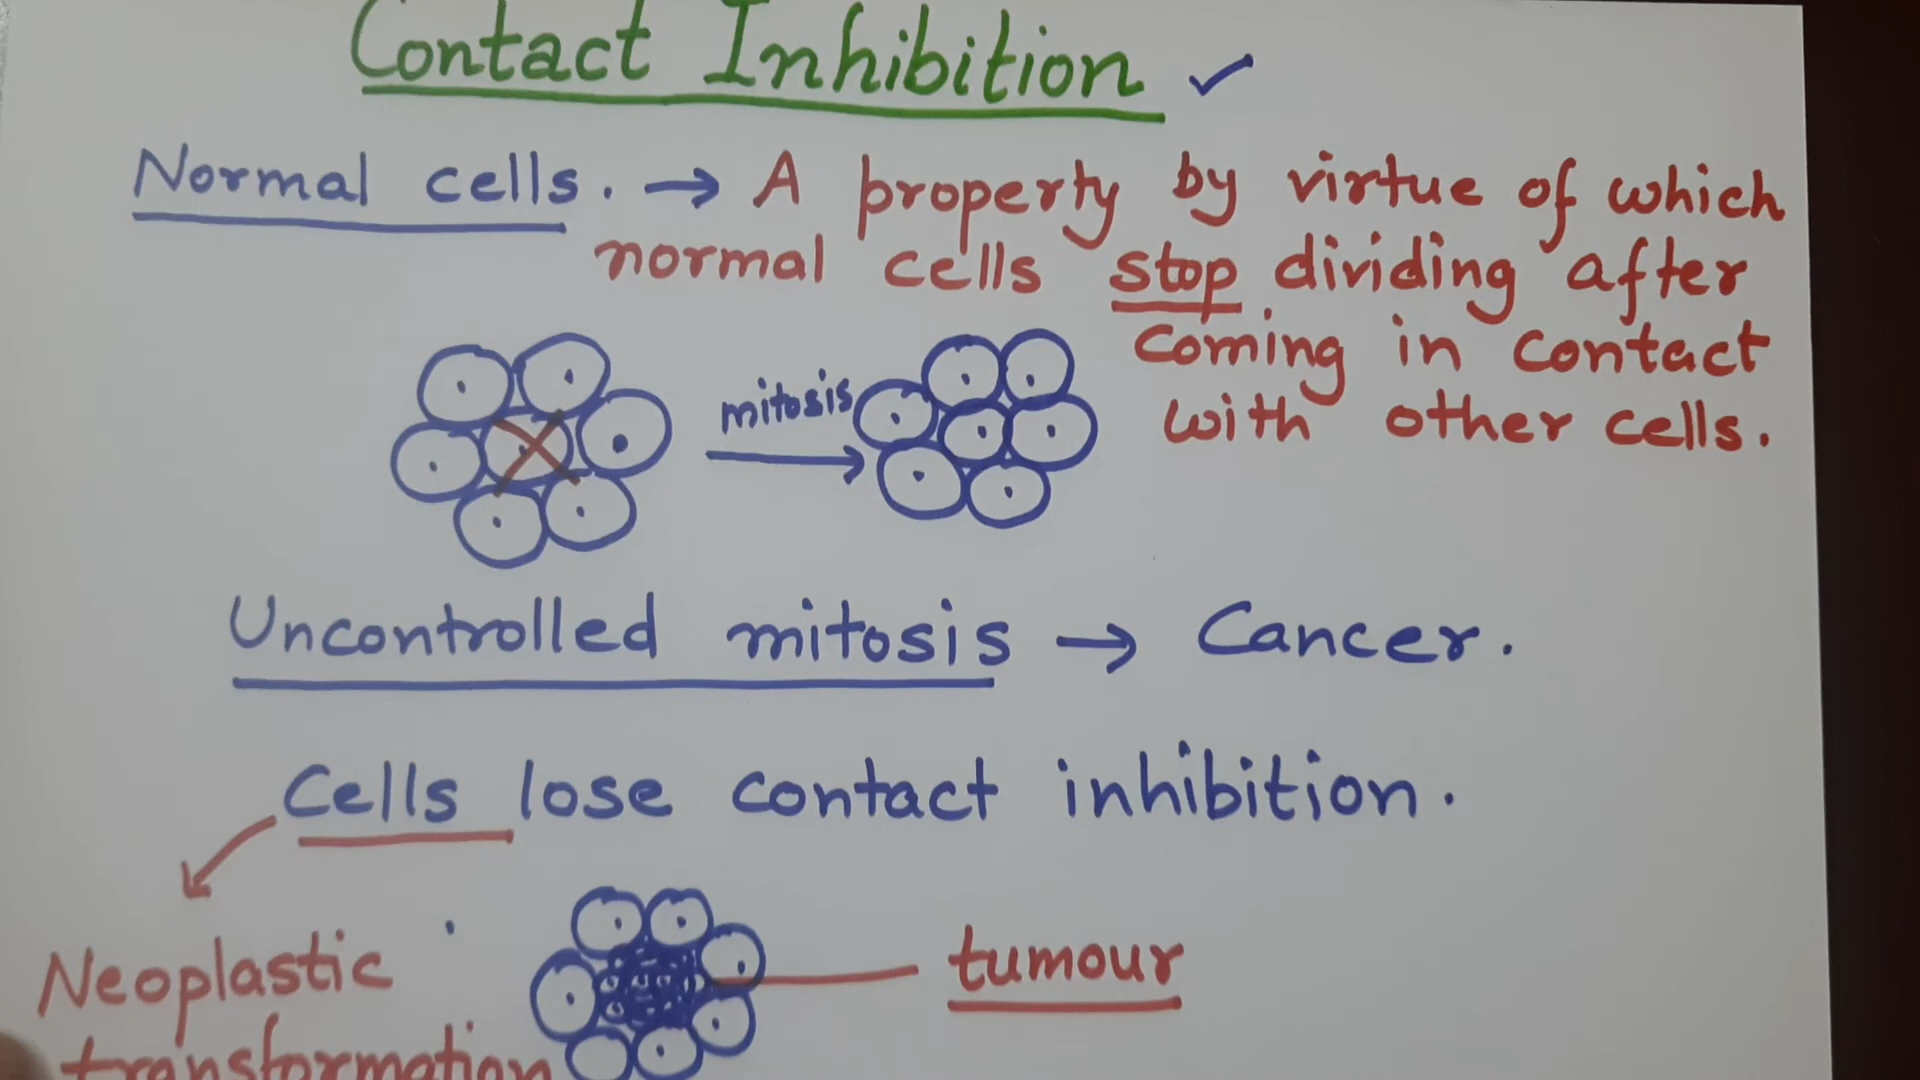 Contact Inhibition ✓
Normal cells. → A property by virtue of which
normal cells stop dividing after
coming in contact
with other cells.
mitosis
Uncontrolled mitosis → Cancer.
Cells lose contact inhibition.
Neoplastic
transformation
tumour